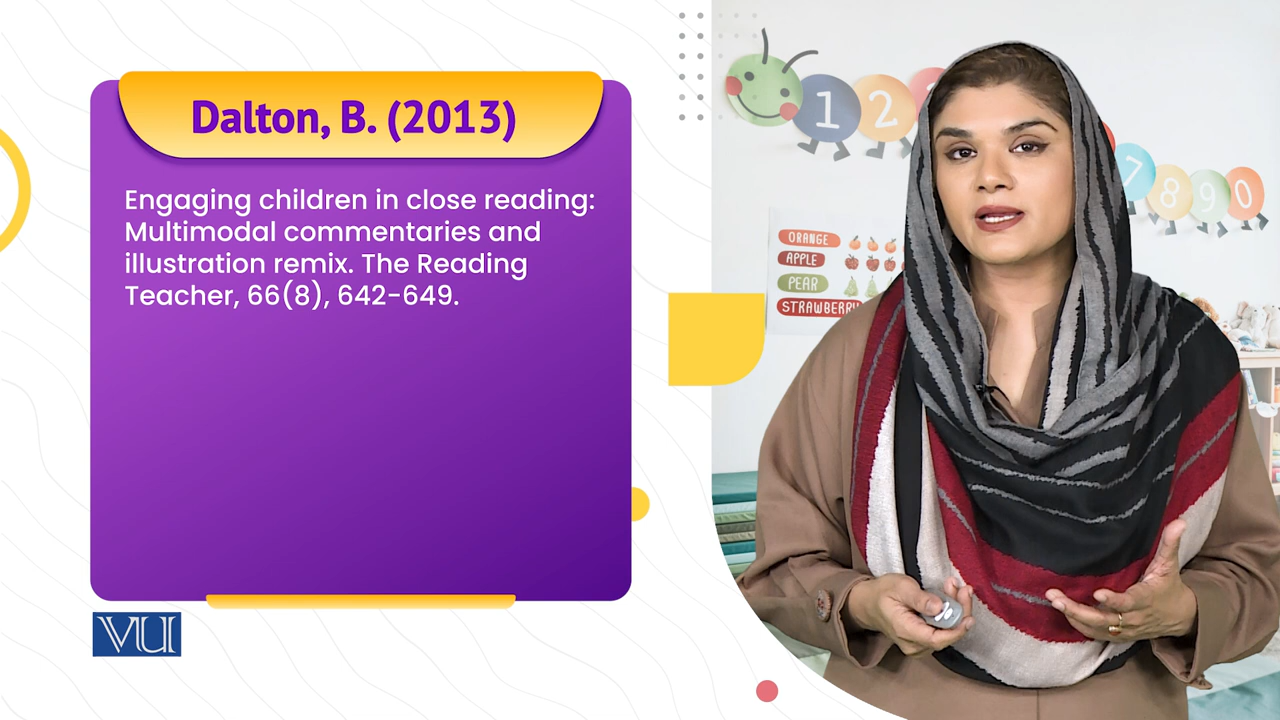 Dalton, B. (2013)
Engaging children in close reading:
Multimodal commentaries and
illustration remix. The Reading
Teacher, 66(8), 642-649.
VU
1 2
7 8 9 0
ORANGE
APPLE
PEAR
STRAWBERRY